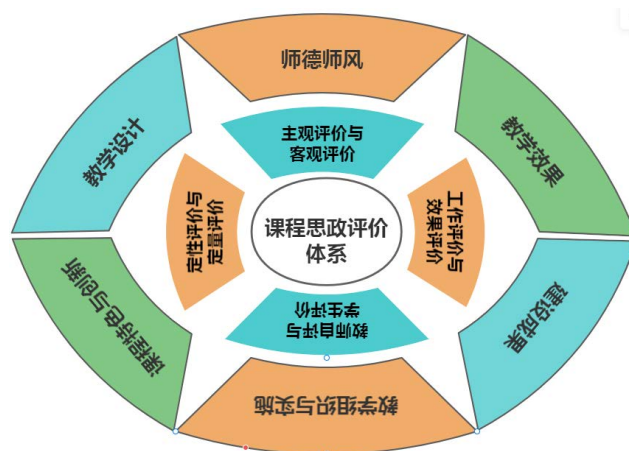 师德师风
教学设计
教学效果
主观评价与
客观评价
定性评价与
定量评价
课程思政评价
体系
工作评价与
效果评价
教师自评与
学生评价
课程特色与创新
建设成果
教学组织与实施